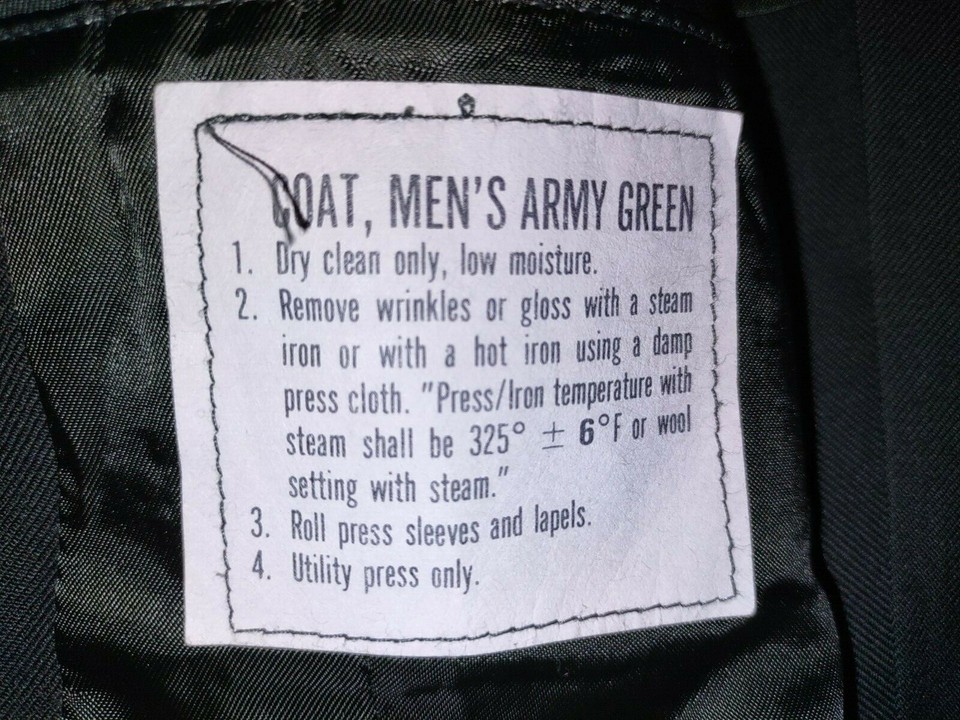 COAT, MEN'S ARMY GREEN
1. Dry clean only, low moisture.
2. Remove wrinkles or gloss with a steam
iron or with a hot iron using a damp
press cloth. "Press/Iron temperature with
steam shall be 325° ± 6°F or wool
setting with steam."
3. Roll press sleeves and lapels.
4. Utility press only.